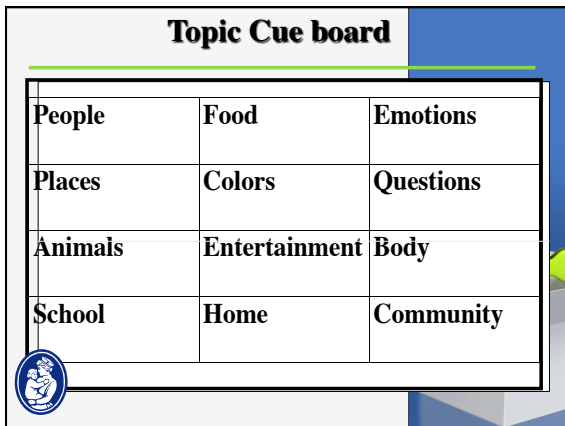 Topic Cue board
People Food Emotions
Places Colors Questions
Animals Entertainment Body
School Home Community